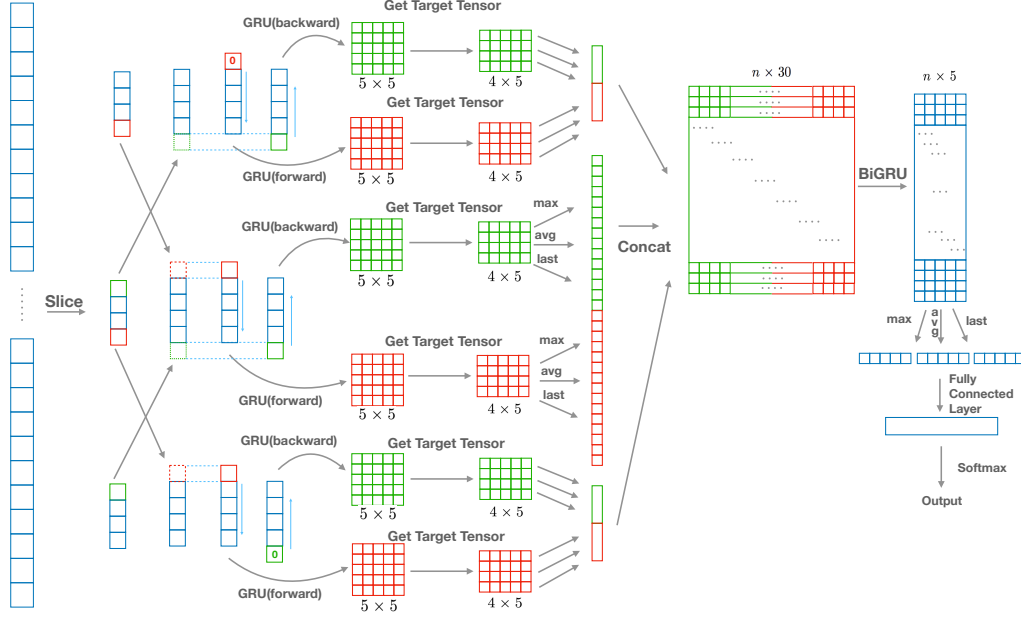 Get Target Tensor
GRU(backward)
5 × 5
4 × 5
0
Get Target Tensor
GRU(forward)
5 × 5
4 × 5
Get Target Tensor
GRU(backward)
max
avg
last
5 × 5
4 × 5
Slice
Get Target Tensor
GRU(forward)
max
avg
last
5 × 5
4 × 5
Get Target Tensor
GRU(backward)
5 × 5
4 × 5
0
Get Target Tensor
GRU(forward)
5 × 5
4 × 5
Concat
n × 30
BiGRU
n × 5
max
avg
last
Fully
Connected
Layer
Softmax
Output